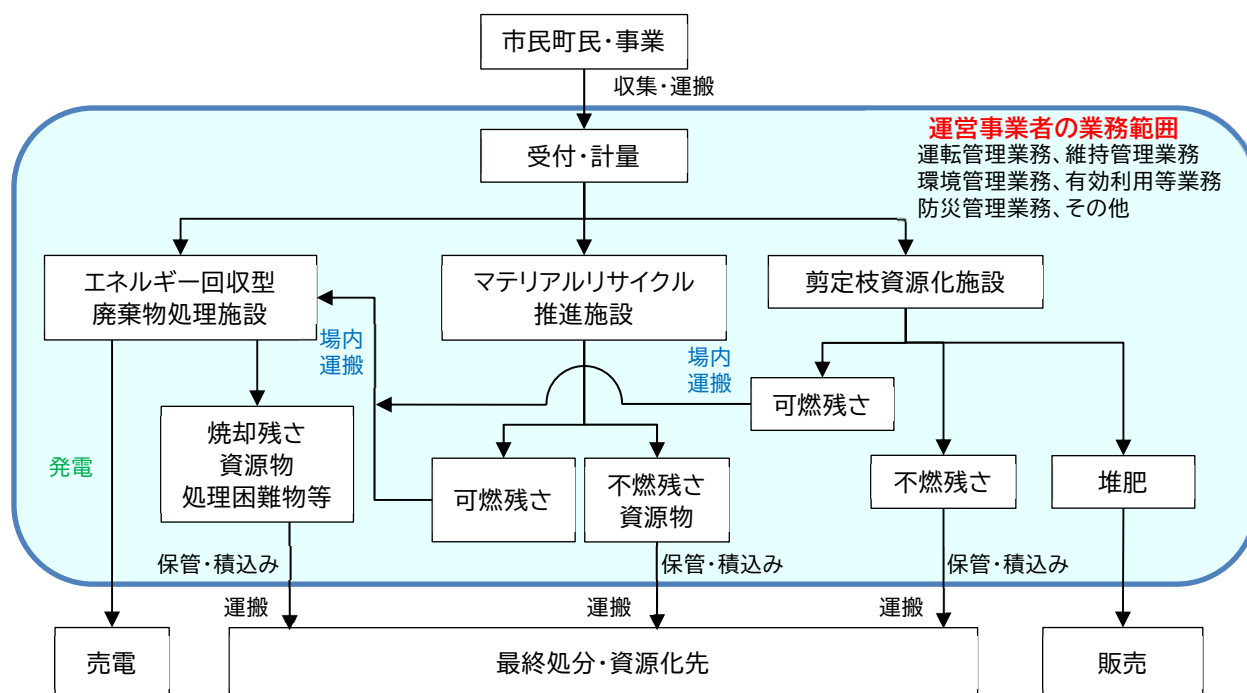 市民町民・事業
収集・運搬
運営事業者の業務範囲
運転管理業務、維持管理業務
環境管理業務、有効利用等業務
防災管理業務、その他
受付・計量
エネルギー回収型
廃棄物処理施設
マテリアルリサイクル
推進施設
剪定枝資源化施設
場内
運搬
場内
運搬
可燃残さ
焼却残さ
資源物
処理困難物等
発電
可燃残さ
不燃残さ
資源物
不燃残さ
堆肥
保管・積込み
保管・積込み
保管・積込み
運搬
運搬
運搬
売電
最終処分・資源化先
販売